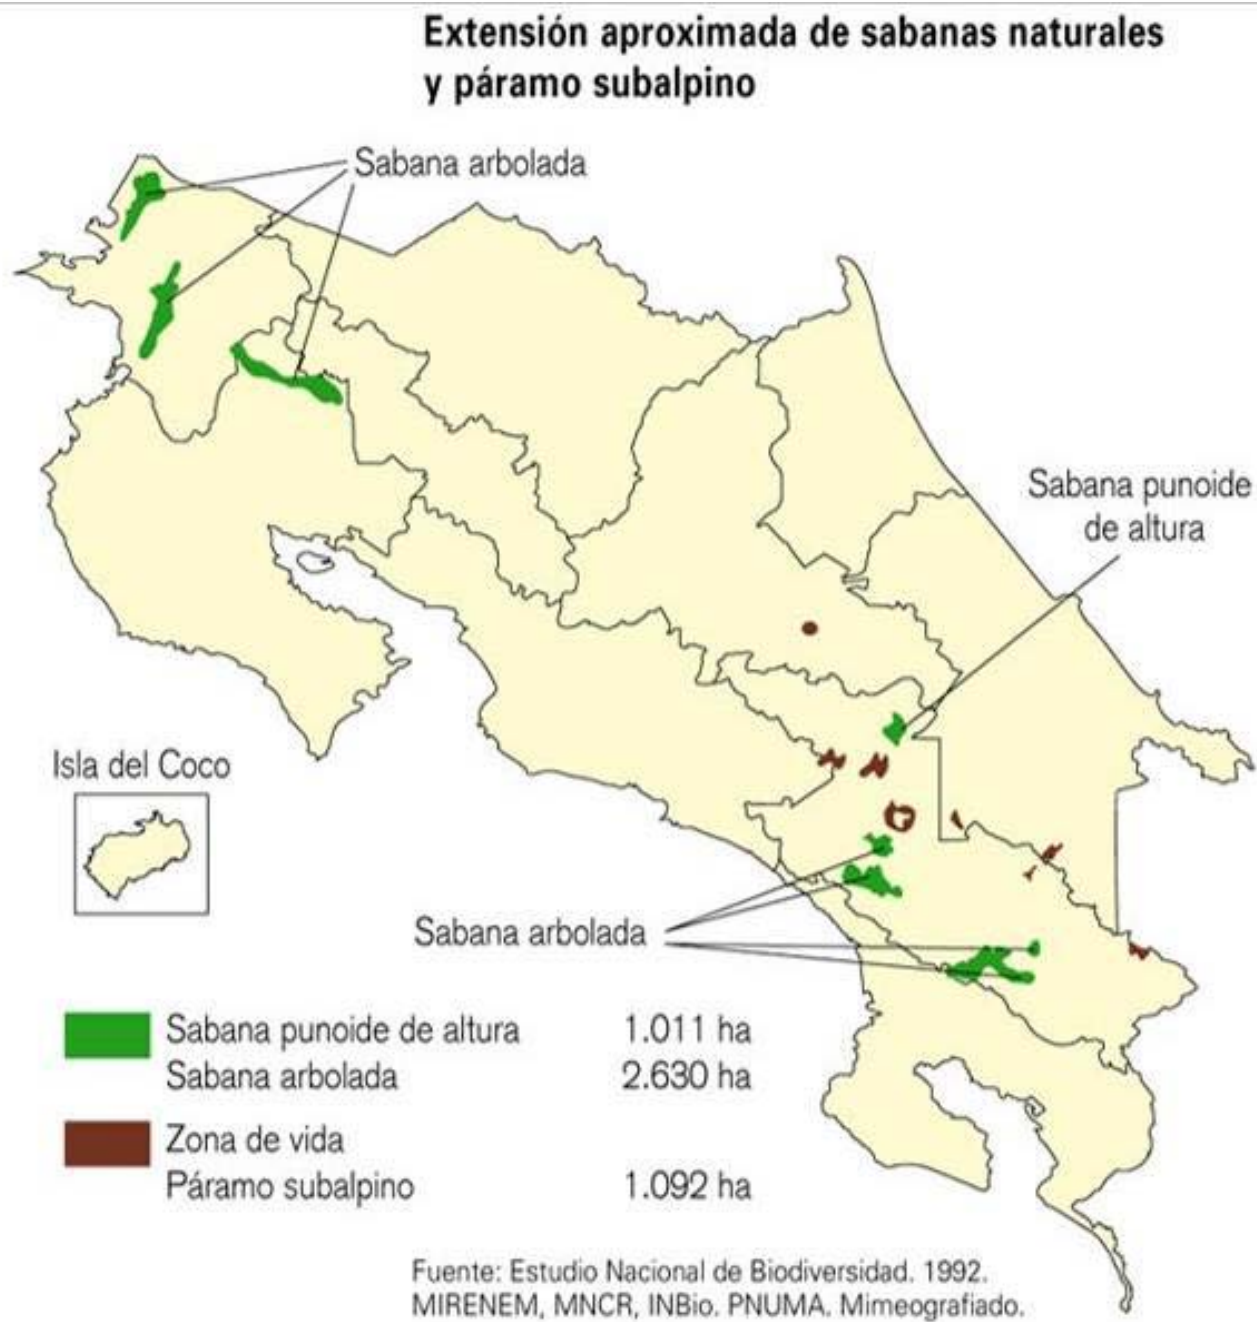 Extensión aproximada de sabanas naturales
y páramo subalpino
Sabana arbolada
Sabana punoide
de altura
Isla del Coco
Sabana arbolada
Sabana punoide de altura 1.011 ha
Sabana arbolada 2.630 ha
Zona de vida
Páramo subalpino 1.092 ha
Fuente: Estudio Nacional de Biodiversidad. 1992.
MIRENEM, MNCR, INBio. PNUMA. Mimeografiado.